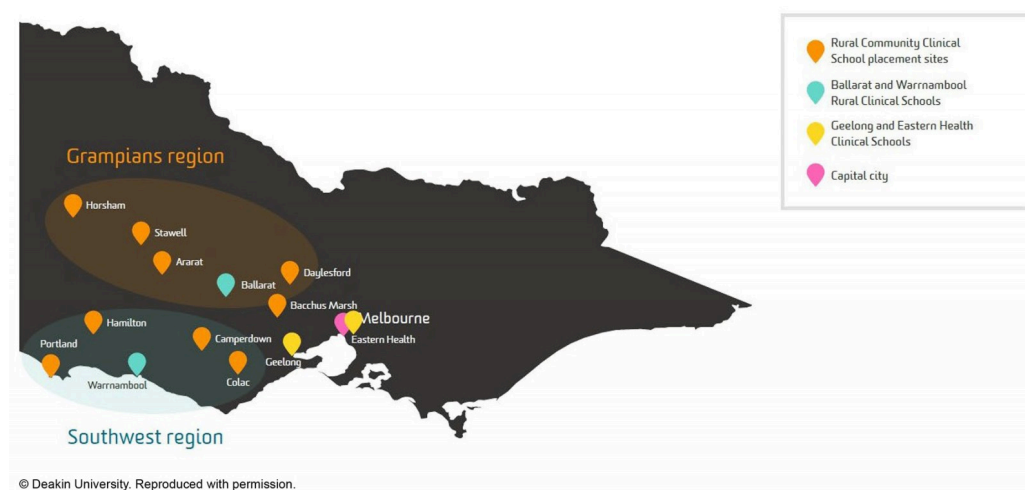 Rural Community Clinical
School placement sites
Ballarat and Warrnambool
Rural Clinical Schools
Geelong and Eastern Health
Clinical Schools
Capital city
Grampians region
Horsham
Stawell
Ararat
Ballarat
Daylesford
Bacchus Marsh
Melbourne
Eastern Health
Hamilton
Portland
Camperdown
Geelong
Warrnambool
Colac
Southwest region
© Deakin University. Reproduced with permission.